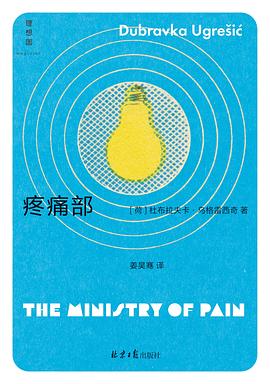 理想国
imaginist
Dubravka Ugrešić
疼痛部
[荷] 杜布拉夫卡·乌格雷西奇 著
姜昊骞 译
THE MINISTRY OF PAIN
北京日报出版社